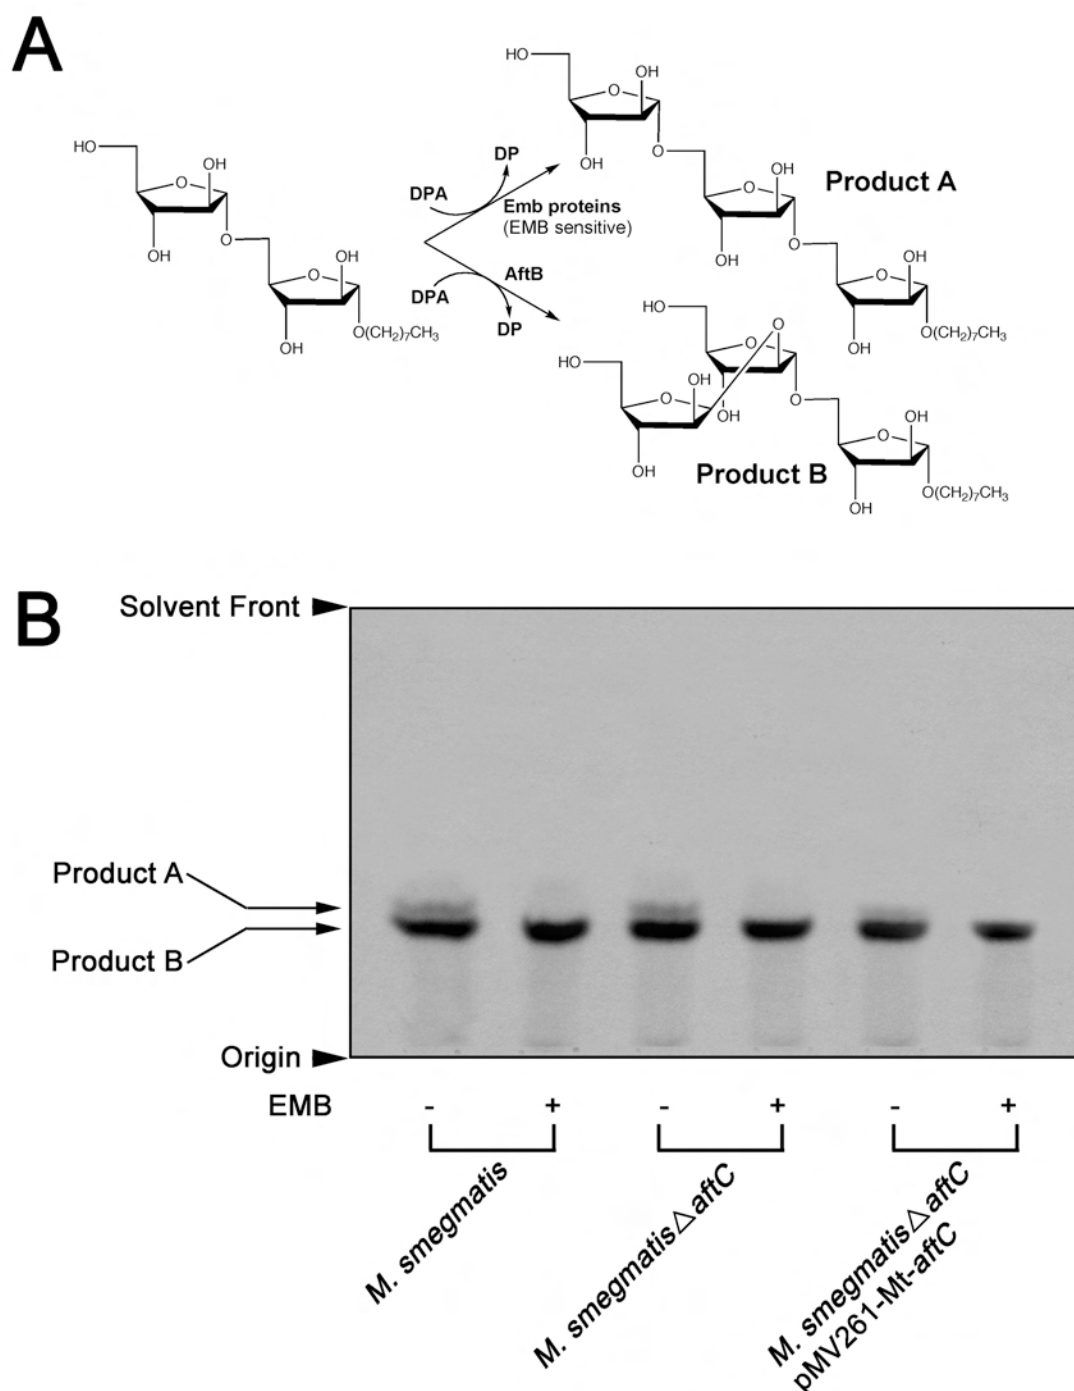 A
HO
OH
O
OH
O
O
OH
OH
O(CH2)7CH3
DP
DPA
Emb proteins
(EMB sensitive)
AftB
DPA
DP
HO
OH
O
OH
O
OH
O
OH
O
OH
O
OH
O(CH2)7CH3
Product A
HO
O
O
HO
OH
O
OH
O
OH
O
OH
OH
O(CH2)7CH3
Product B
B
Solvent Front
Product A
Product B
Origin
EMB
- + - + - +
M. smegmatis
M. smegmatis△aftC
M. smegmatis△aftC
pMV261-Mt-aftC